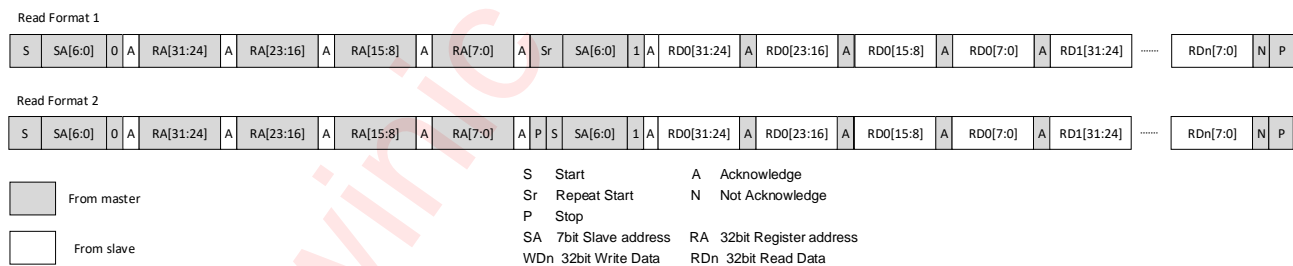 Read Format 1
S SA[6:0] 0 A RA[31:24] A RA[23:16] A RA[15:8] A RA[7:0] A Sr SA[6:0] 1 A RD0[31:24] A RD0[23:16] A RD0[15:8] A RD0[7:0] A RD1[31:24] ······ RDn[7:0] N P
Read Format 2
S SA[6:0] 0 A RA[31:24] A RA[23:16] A RA[15:8] A RA[7:0] A P S SA[6:0] 1 A RD0[31:24] A RD0[23:16] A RD0[15:8] A RD0[7:0] A RD1[31:24] ······ RDn[7:0] N P
From master
From slave
S Start A Acknowledge
Sr Repeat Start N Not Acknowledge
P Stop
SA 7bit Slave address RA 32bit Register address
WDn 32bit Write Data RDn 32bit Read Data
winic